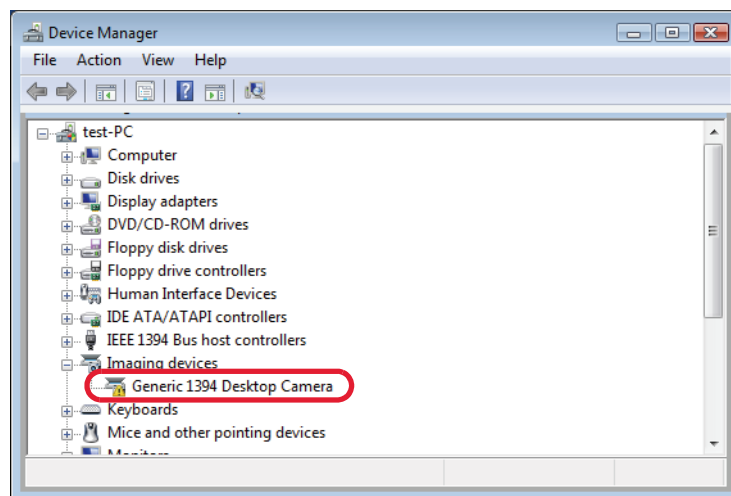 Device Manager
File Action View Help
test-PC
Computer
Disk drives
Display adapters
DVD/CD-ROM drives
Floppy disk drives
Floppy drive controllers
Human Interface Devices
IDE ATA/ATAPI controllers
IEEE 1394 Bus host controllers
Imaging devices
Generic 1394 Desktop Camera
Keyboards
Mice and other pointing devices
Monitors